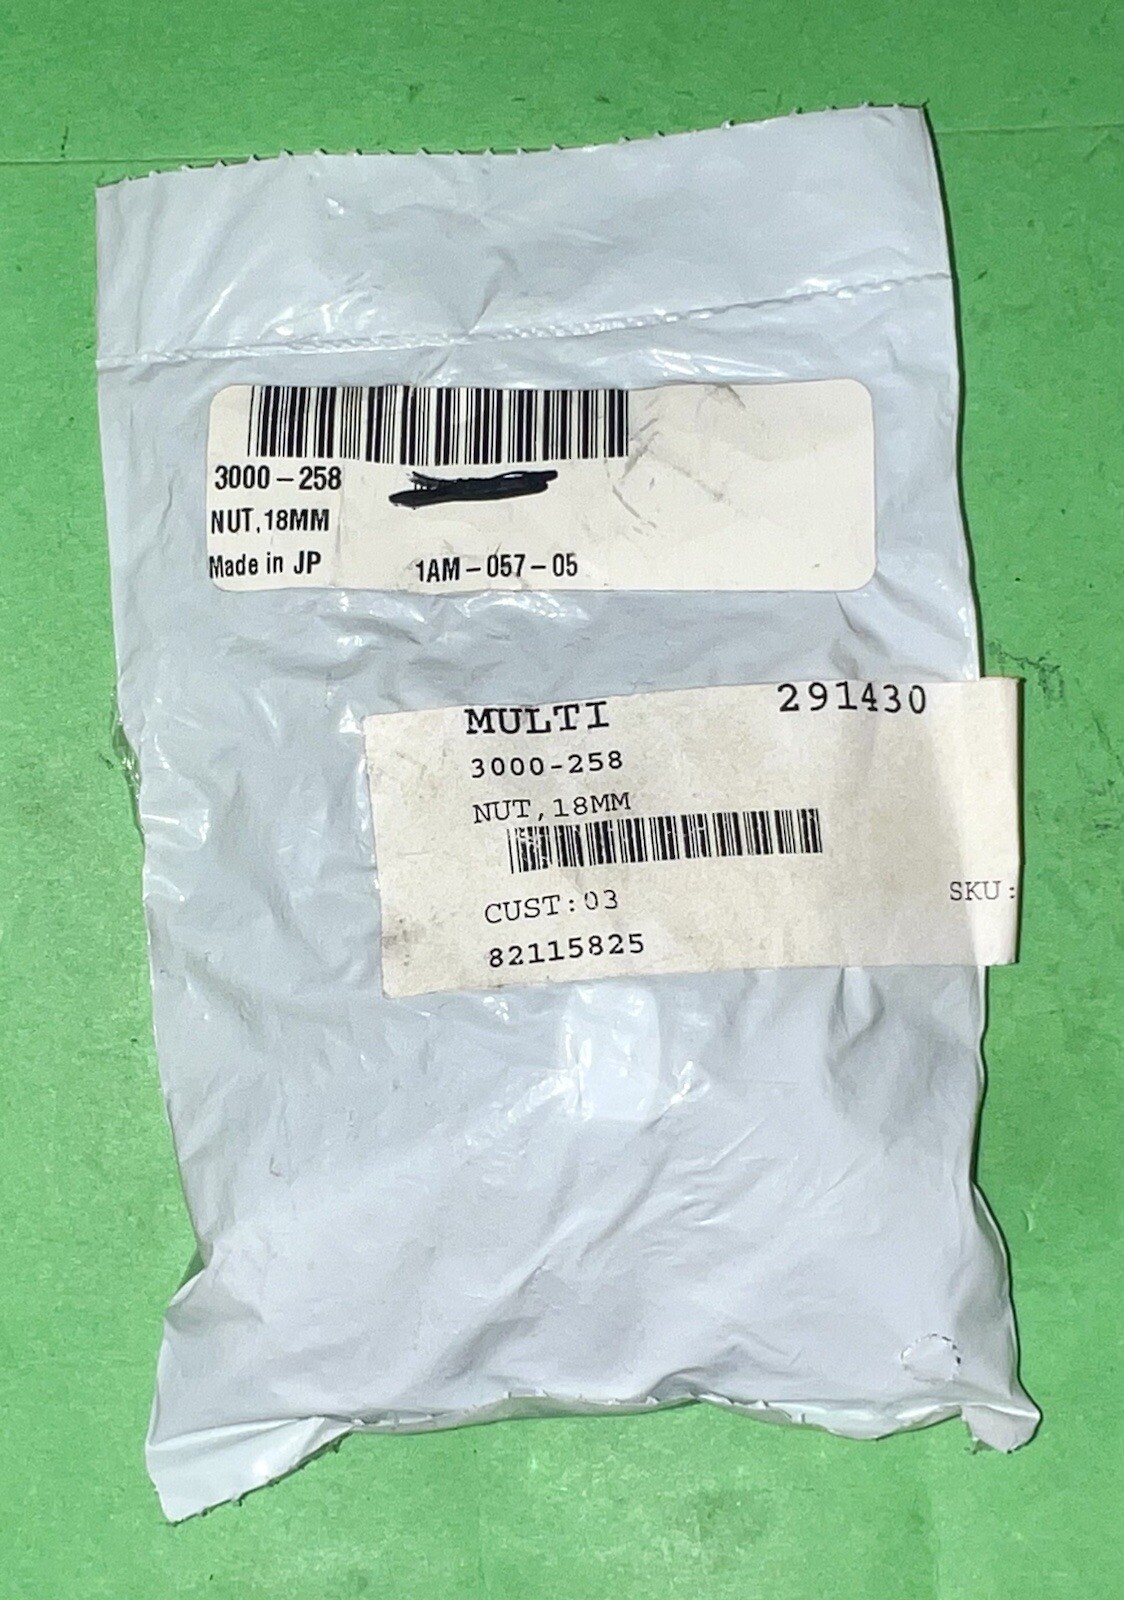 3000-258
NUT,18MM
Made in JP 1AM-057-05
MULTI 291430
3000-258
NUT,18MM
CUST:03 SKU:
82115825